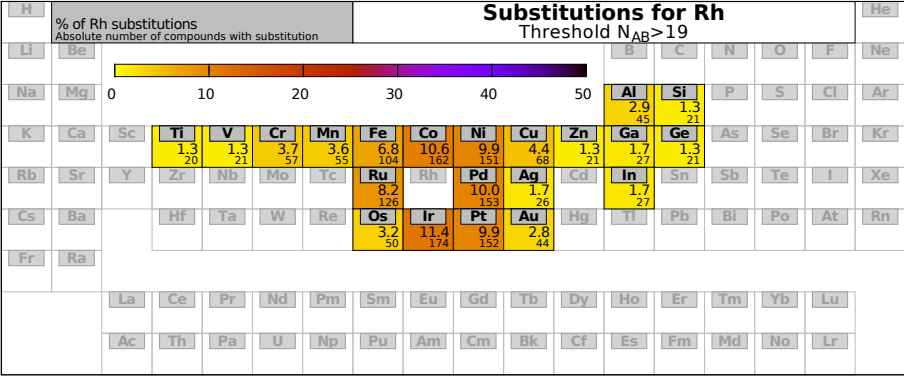 H He
% of Rh substitutions
Absolute number of compounds with substitution
Substitutions for Rh
Threshold N_AB>19
Li Be B C N O F Ne
0 10 20 30 40 50
Na Mg Al Si P S Cl Ar
2.9 1.3
45 21
K Ca Sc Ti V Cr Mn Fe Co Ni Cu Zn Ga Ge As Se Br Kr
1.3 1.3 3.7 3.6 6.8 10.6 9.9 4.4 1.3 1.7 1.3
20 21 57 55 104 162 151 68 21 27 21
Rb Sr Y Zr Nb Mo Tc Ru Rh Pd Ag Cd In Sn Sb Te I Xe
8.2 10.0 1.7 1.7
126 153 26 27
Cs Ba Hf Ta W Re Os Ir Pt Au Hg Tl Pb Bi Po At Rn
3.2 11.4 9.9 2.8
50 174 152 44
Fr Ra
La Ce Pr Nd Pm Sm Eu Gd Tb Dy Ho Er Tm Yb Lu
Ac Th Pa U Np Pu Am Cm Bk Cf Es Fm Md No Lr